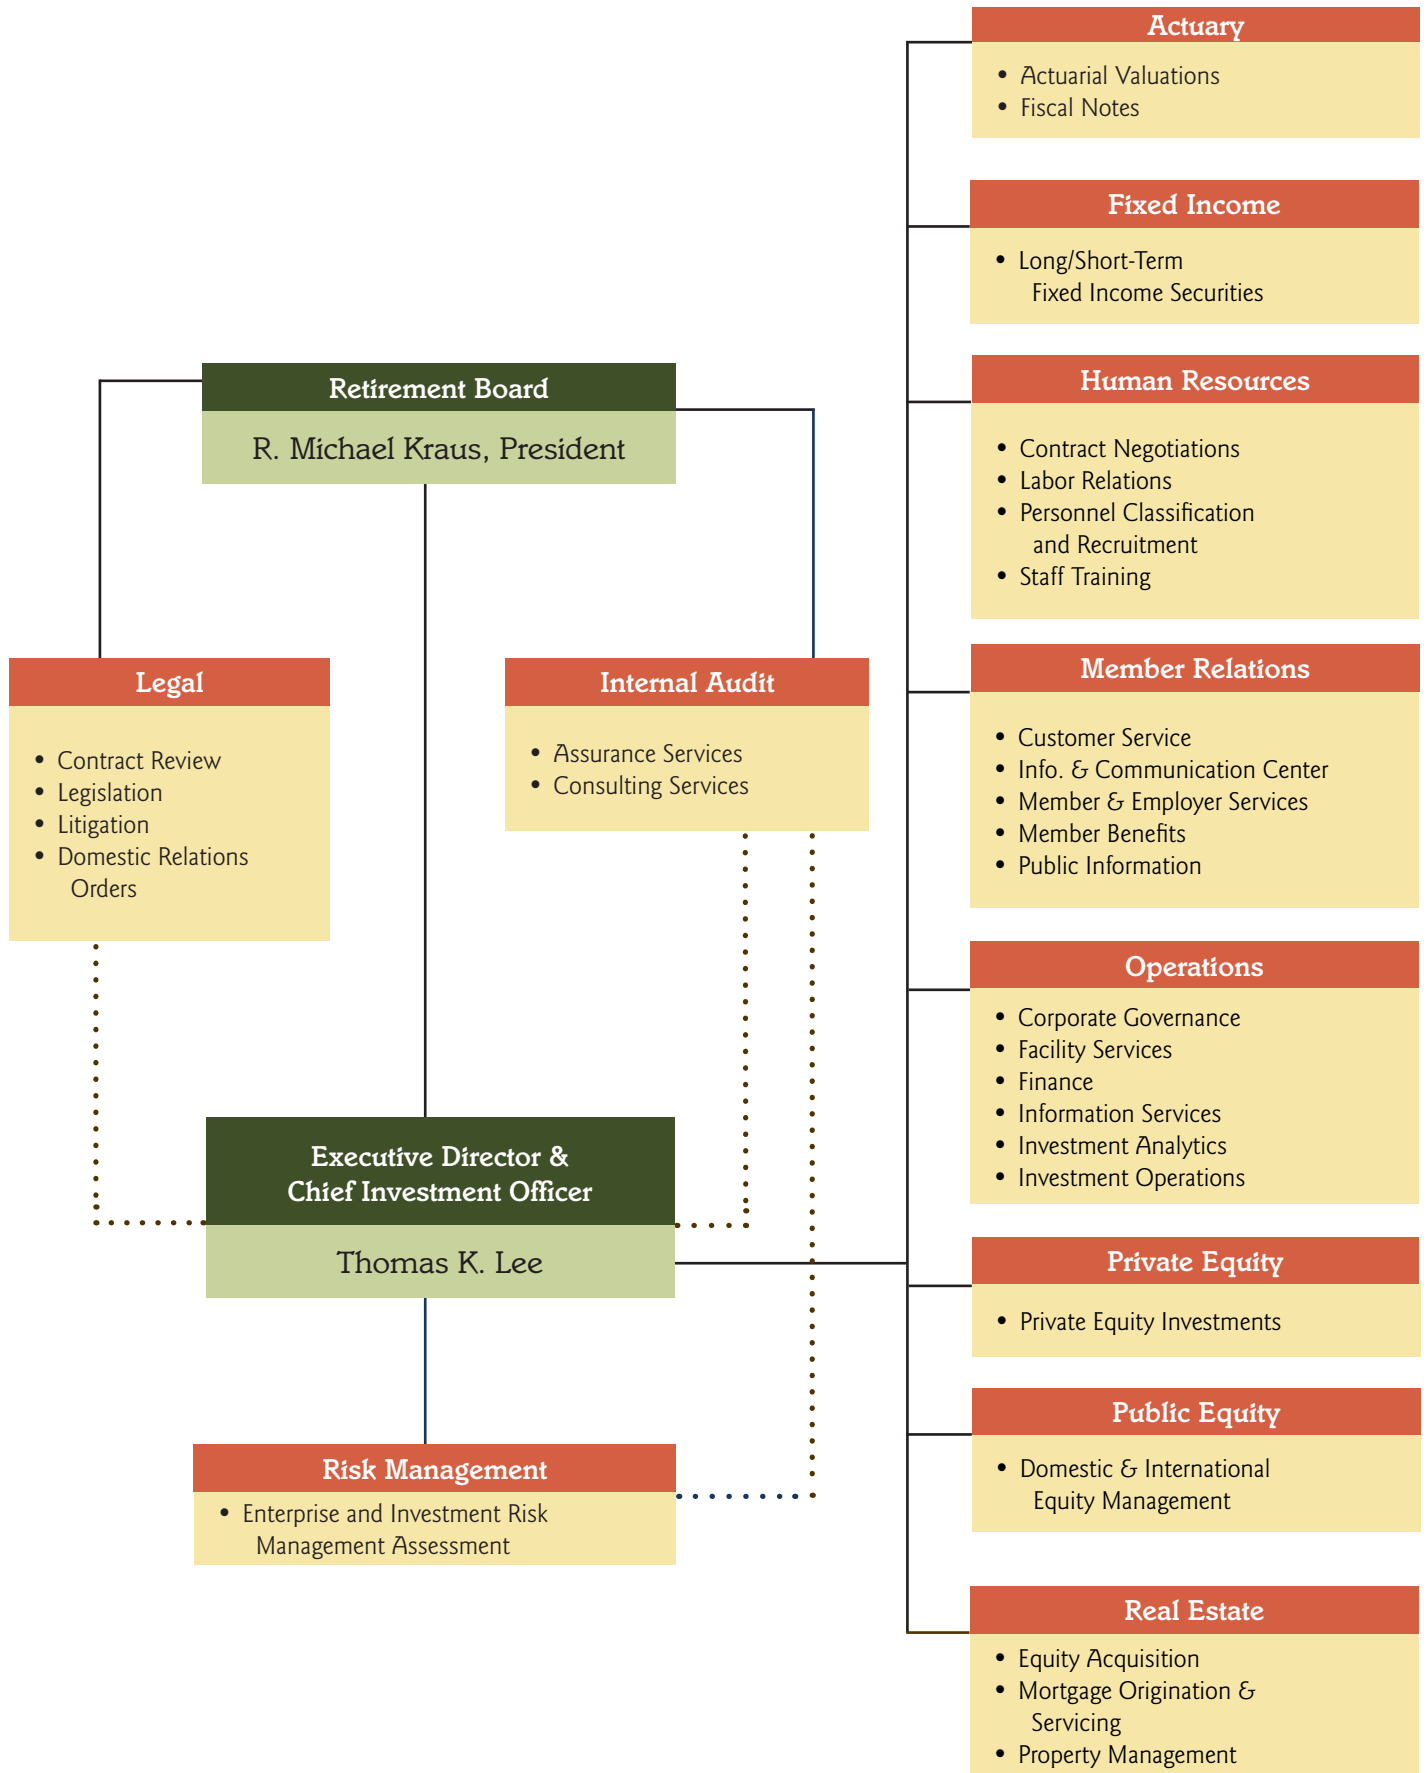 Retirement Board
R. Michael Kraus, President
Legal
• Contract Review
• Legislation
• Litigation
• Domestic Relations
Orders
Internal Audit
• Assurance Services
• Consulting Services
Executive Director &
Chief Investment Officer
Thomas K. Lee
Risk Management
• Enterprise and Investment Risk
Management Assessment
Actuary
• Actuarial Valuations
• Fiscal Notes
Fixed Income
• Long/Short-Term
Fixed Income Securities
Human Resources
• Contract Negotiations
• Labor Relations
• Personnel Classification
and Recruitment
• Staff Training
Member Relations
• Customer Service
• Info. & Communication Center
• Member & Employer Services
• Member Benefits
• Public Information
Operations
• Corporate Governance
• Facility Services
• Finance
• Information Services
• Investment Analytics
• Investment Operations
Private Equity
• Private Equity Investments
Public Equity
• Domestic & International
Equity Management
Real Estate
• Equity Acquisition
• Mortgage Origination &
Servicing
• Property Management